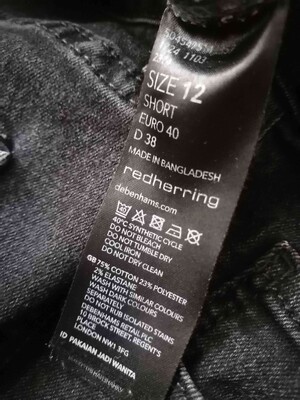 1103
SIZE 12
SHORT
EURO 40
D 38
MADE IN BANGLADESH
redherring
debenhams.com
40
40°C SYNTHETIC CYCLE
DO NOT BLEACH
DO NOT TUMBLE DRY
COOL IRON
DO NOT DRY CLEAN
GB 75% COTTON 23% POLYESTER
2% ELASTANE
WASH WITH SIMILAR COLOURS
WASH DARK COLOURS
SEPARATELY
DO NOT RUB ISOLATED STAINS
DEBENHAMS RETAIL PLC
10 BROCK STREET, REGENT'S
PLACE
LONDON NW1 3FG
ID PAKAIAN JADI WANITA